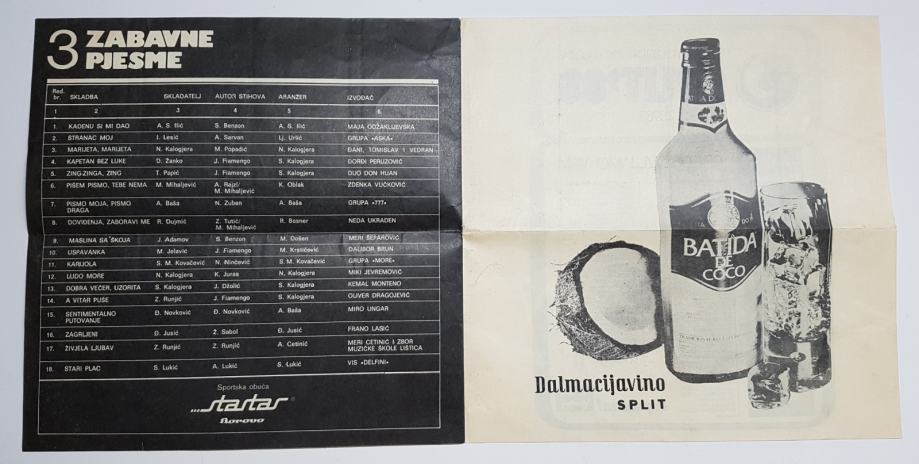 3 ZABAVNE
PJESME
Red. br. SKLADBA SKLADATELJ AUTOR STIHOVA ARANŽER IZVOĐAČ
1 2 3 4 5 6
1. KADENU SI MI DAO A. S. Ilić S. Benzon A. S. Ilić MAJA ODŽAKLIJEVSKA
2. STRANAC MOJ I. Lesić A. Sarvan Lj. Uršić GRUPA »ASKA«
3. MARIJETA, MARIJETA N. Kalogjera M. Popadić N. Kalogjera ĐANI, TOMISLAV I VEDRAN
4. KAPETAN BEZ LUKE D. Žanko J. Fiamengo S. Kalogjera ĐORĐI PERUZOVIĆ
5. ZING-ZINGA, ZING T. Papić J. Fiamengo S. Kalogjera DUO DON HUAN
6. PIŠEM PISMO, TEBE NEMA M. Mihaljević A. Rajzl/ K. Oblak ZDENKA VUČKOVIĆ
M. Mihaljević
7. PISMO MOJA, PISMO A. Baša N. Zuban A. Baša GRUPA »777«
DRAGA
8. DOVIĐENJA, ZABORAVI ME R. Dujmić Z. Tutić/ R. Bosner NEDA UKRADEN
M. Mihaljević
9. MASLINA SA ŠKOJA J. Adamov S. Benzon M. Došen MERI ŠEPAROVIĆ
10. USPAVANKA M. Jelavić J. Fiamengo M. Krstičović DALIBOR BRUN
11. KARIJOLA S. M. Kovačević N. Ninčević S. M. Kovačević GRUPA »MORE«
12. LUDO MORE N. Kalogjera K. Juras N. Kalogjera MIKI JEVREMOVIĆ
13. DOBRA VEČER, UZORITA S. Kalogjera J. Džolić S. Kalogjera KEMAL MONTENO
14. A VITAR PUŠE Z. Runjić J. Fiamengo S. Kalogjera OLIVER DRAGOJEVIĆ
15. SENTIMENTALNO Đ. Novković Đ. Novković A. Baša MIRO UNGAR
PUTOVANJE
16. ZAGRLJENI Đ. Jusić Ž. Sabol Đ. Jusić FRANO LASIĆ
17. ŽIVJELA LJUBAV Z. Runjić Z. Runjić A. Cetinić MERI CETINIĆ I ZBOR
MUZIČKE ŠKOLE LIŠTICA
18. STARI PLAC S. Lukić A. Lukić S. Lukić VIS »DELFINI«
Sportska obuća
...startas
Borovo
BATIDA
DE
COCO
Dalmacijavino
SPLIT